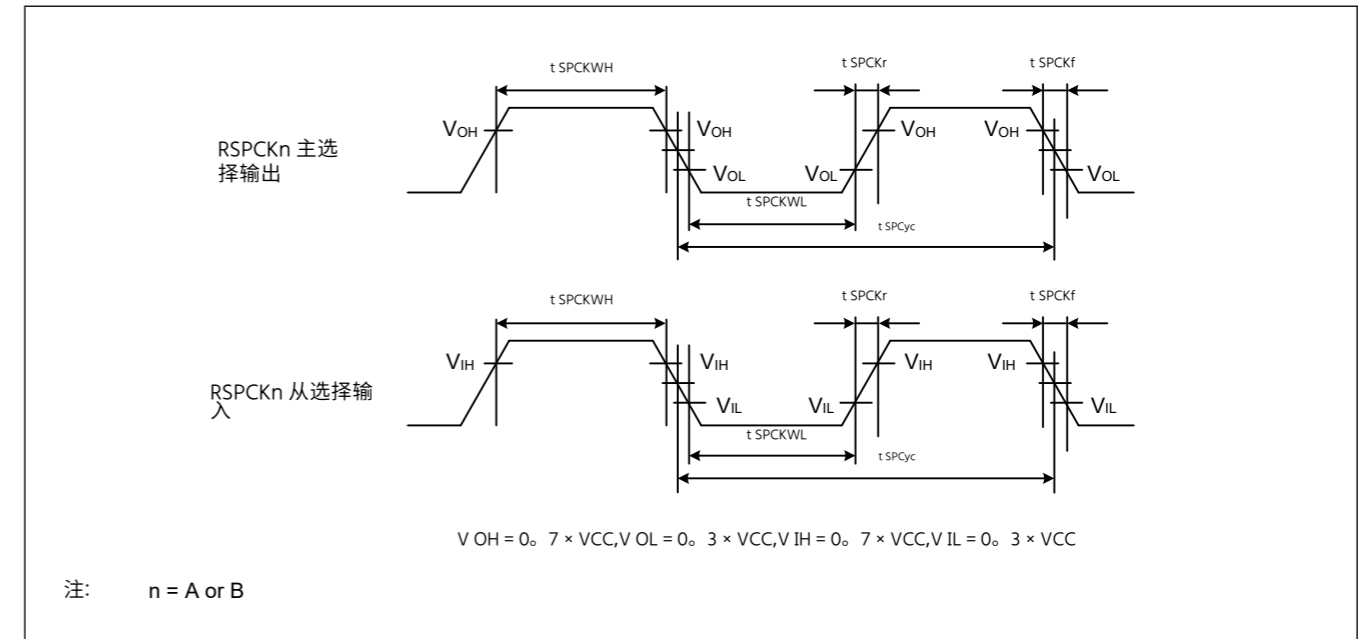 t SPCKWH
t SPCKr
t SPCKf
VOH
VOH
VOH
VOH
RSPCKn 主选
择输出
VOL
VOL
VOL
t SPCKWL
t SPCyc
t SPCKWH
t SPCKr
t SPCKf
VIH
VIH
VIH
VIH
RSPCKn 从选择输
入
VIL
VIL
VIL
t SPCKWL
t SPCyc
V OH = 0。7 × VCC,V OL = 0。3 × VCC,V IH = 0。7 × VCC,V IL = 0。3 × VCC
注: n = A or B